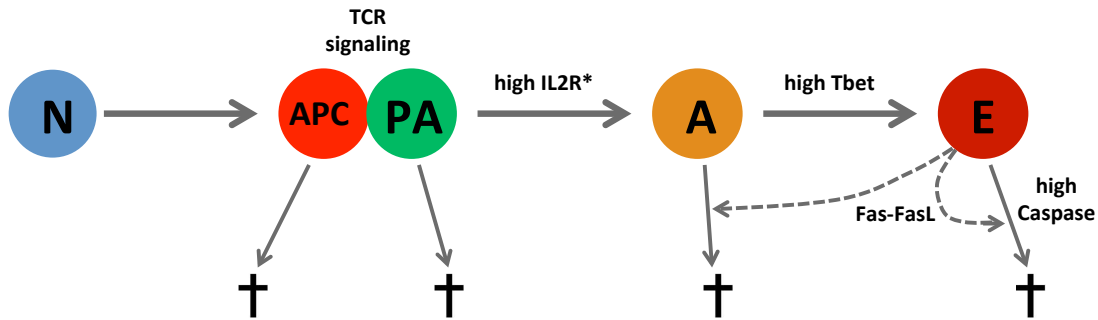 TCR
signaling
high IL2R*
high Tbet
N
APC
PA
A
E
Fas-FasL
high
Caspase